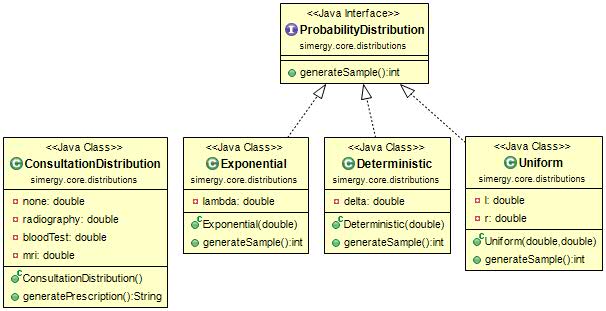 <<Java Interface>>
I ProbabilityDistribution
simergy.core.distributions
generateSample():int
<<Java Class>>
C ConsultationDistribution
simergy.core.distributions
none: double
radiography: double
bloodTest: double
mri: double
C ConsultationDistribution()
generatePrescription():String
<<Java Class>>
C Exponential
simergy.core.distributions
lambda: double
C Exponential(double)
generateSample():int
<<Java Class>>
C Deterministic
simergy.core.distributions
delta: double
C Deterministic(double)
generateSample():int
<<Java Class>>
C Uniform
simergy.core.distributions
l: double
r: double
C Uniform(double,double)
generateSample():int